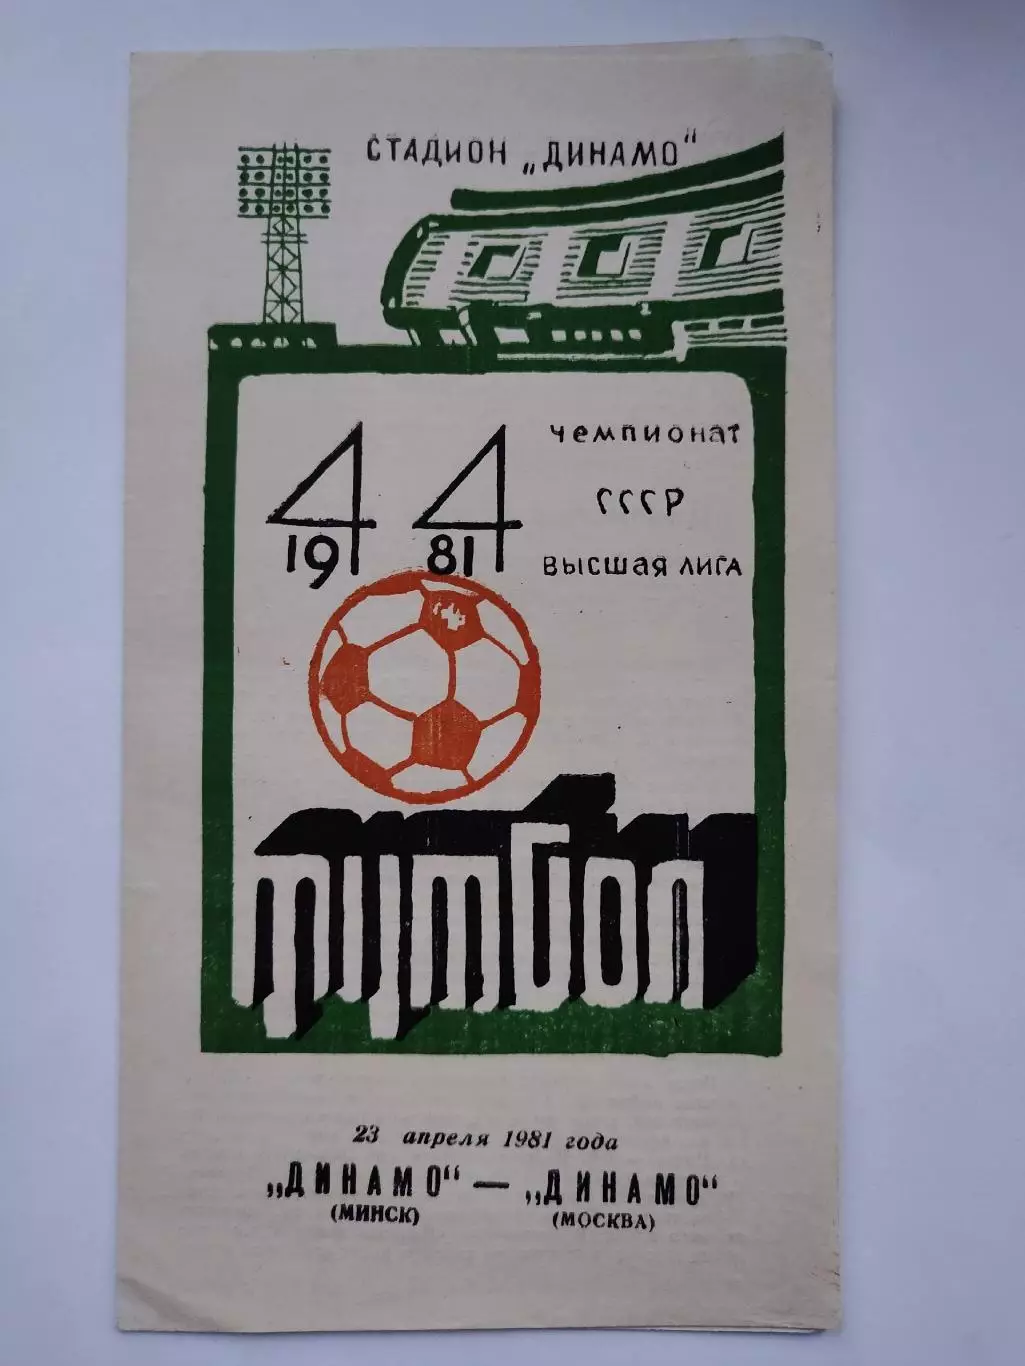 СТАДИОН „ДИНАМО“
44
19 81
чемпионат
СССР
высшая лига
футбол
23 апреля 1981 года
„ДИНАМО“ — „ДИНАМО“
(МИНСК) (МОСКВА)